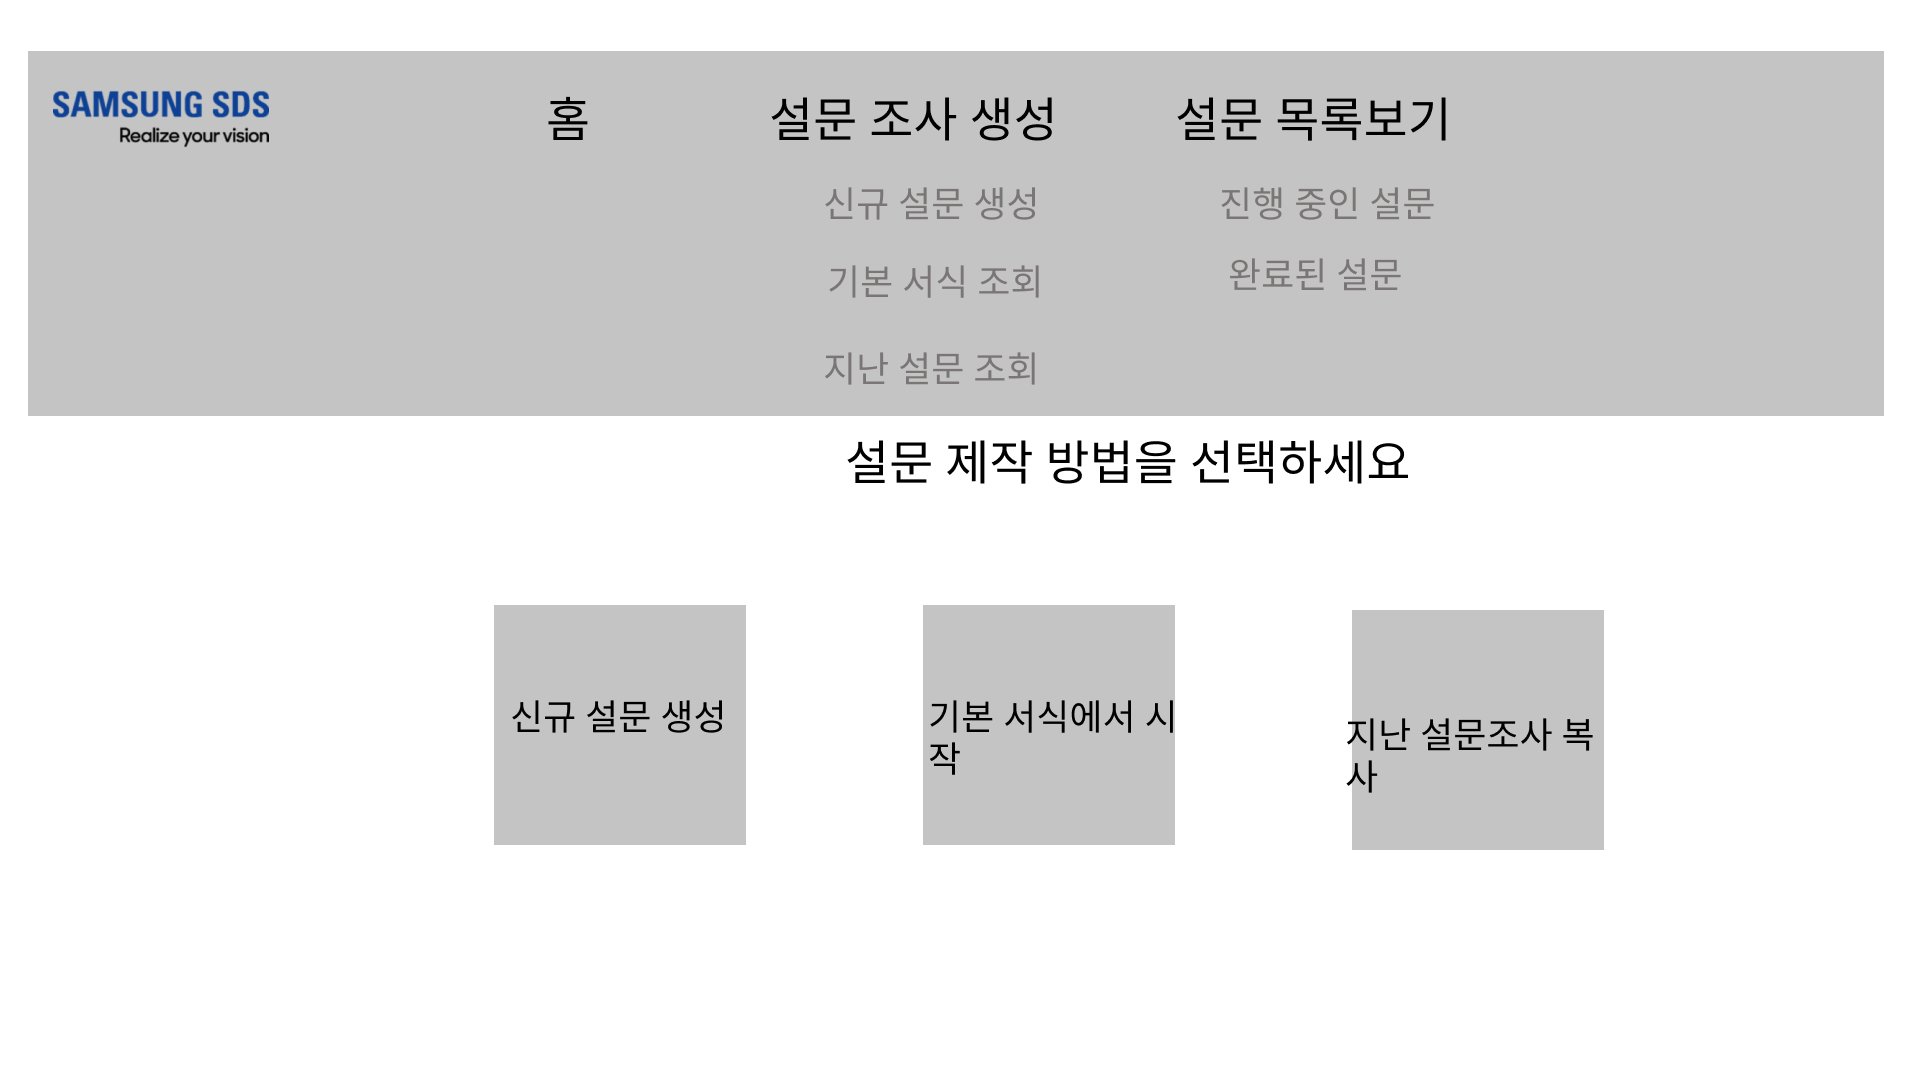 SAMSUNG SDS
Realize your vision
홈
설문 조사 생성
설문 목록보기
신규 설문 생성
진행 중인 설문
기본 서식 조회
완료된 설문
지난 설문 조회
설문 제작 방법을 선택하세요
신규 설문 생성
기본 서식에서 시
작
지난 설문조사 복
사